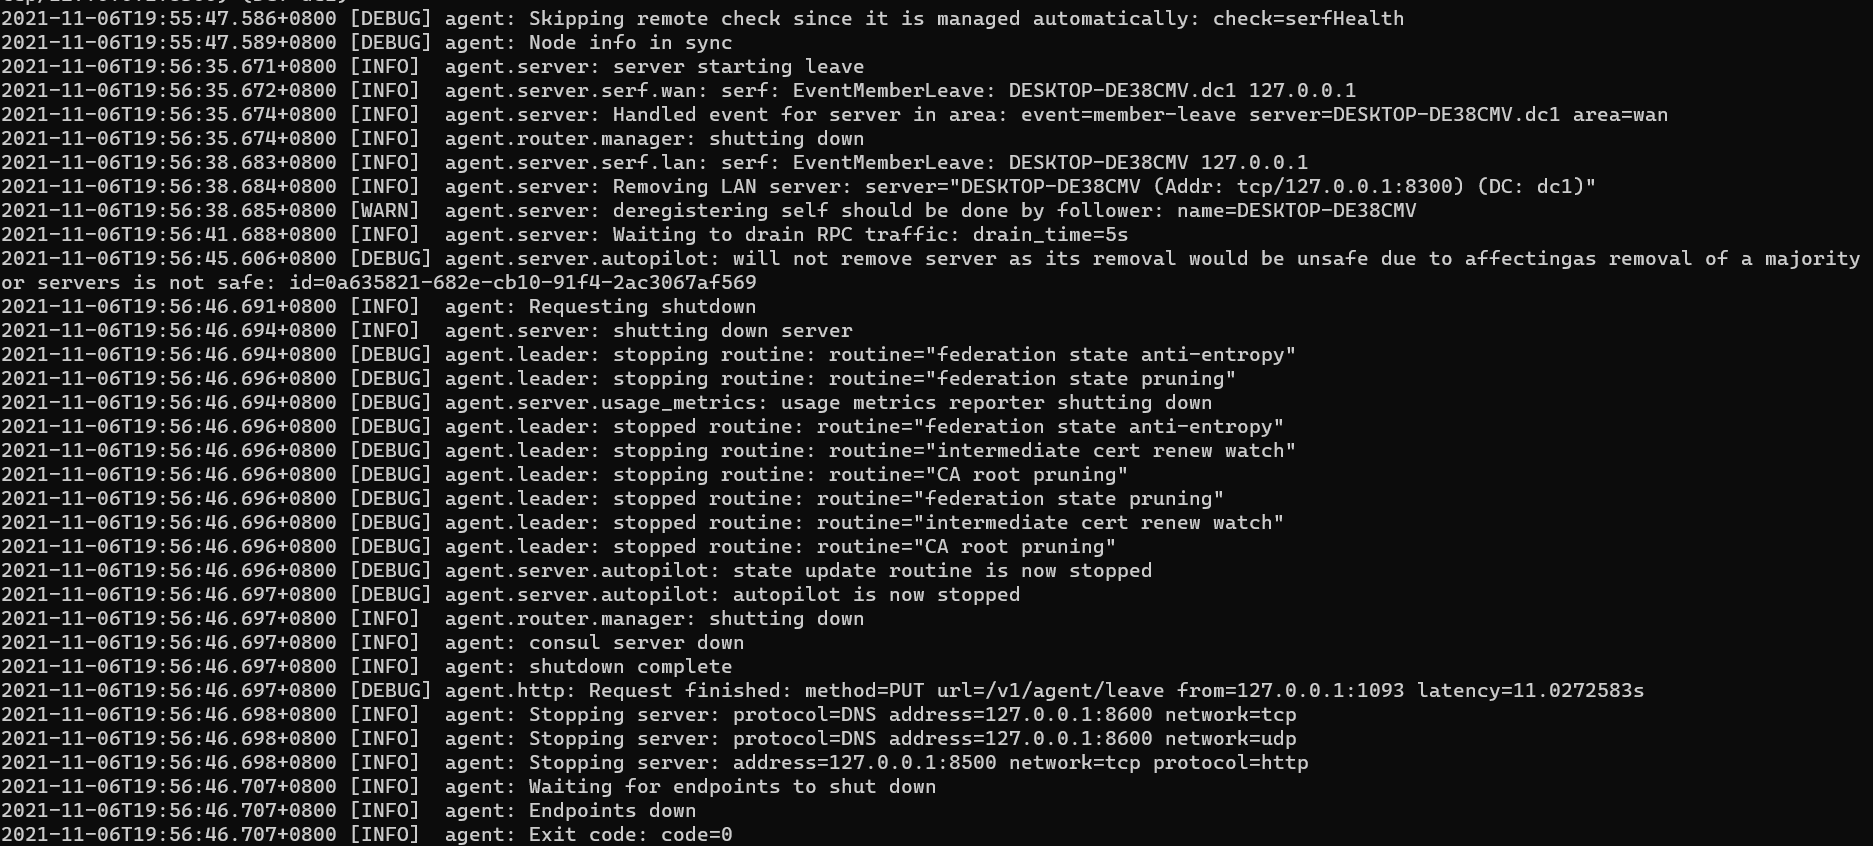 2021-11-06T19:55:47.586+0800 [DEBUG] agent: Skipping remote check since it is managed automatically: check=serfHealth
2021-11-06T19:55:47.589+0800 [DEBUG] agent: Node info in sync
2021-11-06T19:56:35.671+0800 [INFO]  agent.server: server starting leave
2021-11-06T19:56:35.672+0800 [INFO]  agent.server.serf.wan: serf: EventMemberLeave: DESKTOP-DE38CMV.dc1 127.0.0.1
2021-11-06T19:56:35.674+0800 [INFO]  agent.server: Handled event for server in area: event=member-leave server=DESKTOP-DE38CMV.dc1 area=wan
2021-11-06T19:56:35.674+0800 [INFO]  agent.router.manager: shutting down
2021-11-06T19:56:38.683+0800 [INFO]  agent.server.serf.lan: serf: EventMemberLeave: DESKTOP-DE38CMV 127.0.0.1
2021-11-06T19:56:38.684+0800 [INFO]  agent.server: Removing LAN server: server="DESKTOP-DE38CMV (Addr: tcp/127.0.0.1:8300) (DC: dc1)"
2021-11-06T19:56:38.685+0800 [WARN]  agent.server: deregistering self should be done by follower: name=DESKTOP-DE38CMV
2021-11-06T19:56:41.688+0800 [INFO]  agent.server: Waiting to drain RPC traffic: drain_time=5s
2021-11-06T19:56:45.606+0800 [DEBUG] agent.server.autopilot: will not remove server as its removal would be unsafe due to affectingas removal of a majority
or servers is not safe: id=0a635821-682e-cb10-91f4-2ac3067af569
2021-11-06T19:56:46.691+0800 [INFO]  agent: Requesting shutdown
2021-11-06T19:56:46.694+0800 [INFO]  agent.server: shutting down server
2021-11-06T19:56:46.694+0800 [DEBUG] agent.leader: stopping routine: routine="federation state anti-entropy"
2021-11-06T19:56:46.696+0800 [DEBUG] agent.leader: stopping routine: routine="federation state pruning"
2021-11-06T19:56:46.694+0800 [DEBUG] agent.server.usage_metrics: usage metrics reporter shutting down
2021-11-06T19:56:46.696+0800 [DEBUG] agent.leader: stopped routine: routine="federation state anti-entropy"
2021-11-06T19:56:46.696+0800 [DEBUG] agent.leader: stopping routine: routine="intermediate cert renew watch"
2021-11-06T19:56:46.696+0800 [DEBUG] agent.leader: stopping routine: routine="CA root pruning"
2021-11-06T19:56:46.696+0800 [DEBUG] agent.leader: stopped routine: routine="federation state pruning"
2021-11-06T19:56:46.696+0800 [DEBUG] agent.leader: stopped routine: routine="intermediate cert renew watch"
2021-11-06T19:56:46.696+0800 [DEBUG] agent.leader: stopped routine: routine="CA root pruning"
2021-11-06T19:56:46.696+0800 [DEBUG] agent.server.autopilot: state update routine is now stopped
2021-11-06T19:56:46.697+0800 [DEBUG] agent.server.autopilot: autopilot is now stopped
2021-11-06T19:56:46.697+0800 [INFO]  agent.router.manager: shutting down
2021-11-06T19:56:46.697+0800 [INFO]  agent: consul server down
2021-11-06T19:56:46.697+0800 [INFO]  agent: shutdown complete
2021-11-06T19:56:46.697+0800 [DEBUG] agent.http: Request finished: method=PUT url=/v1/agent/leave from=127.0.0.1:1093 latency=11.0272583s
2021-11-06T19:56:46.698+0800 [INFO]  agent: Stopping server: protocol=DNS address=127.0.0.1:8600 network=tcp
2021-11-06T19:56:46.698+0800 [INFO]  agent: Stopping server: protocol=DNS address=127.0.0.1:8600 network=udp
2021-11-06T19:56:46.698+0800 [INFO]  agent: Stopping server: address=127.0.0.1:8500 network=tcp protocol=http
2021-11-06T19:56:46.707+0800 [INFO]  agent: Waiting for endpoints to shut down
2021-11-06T19:56:46.707+0800 [INFO]  agent: Endpoints down
2021-11-06T19:56:46.707+0800 [INFO]  agent: Exit code: code=0